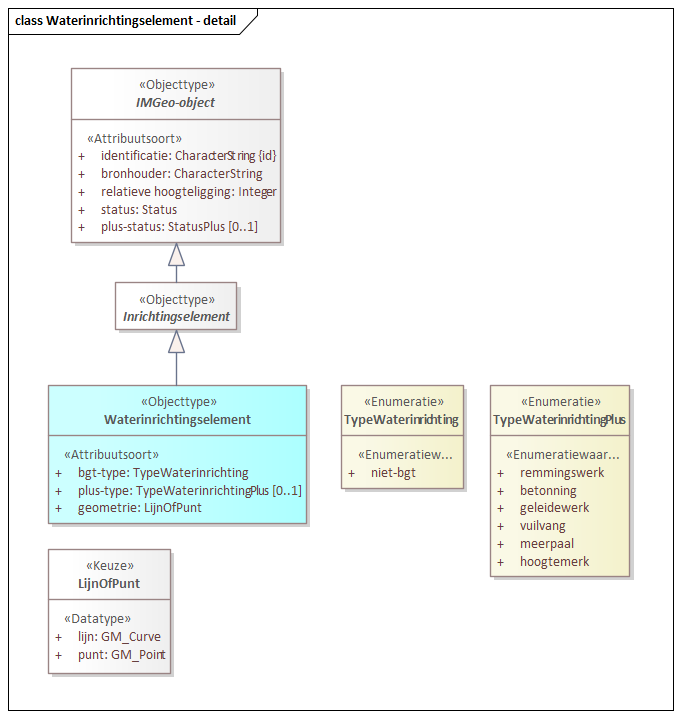 class Waterinrichtingselement - detail
«Objecttype»
IMGeo-object
«Attribuutsoort»
+ identificatie: CharacterString {id}
+ bronhouder: CharacterString
+ relatieve hoogteligging: Integer
+ status: Status
+ plus-status: StatusPlus [0..1]
«Objecttype»
Inrichtingselement
«Objecttype»
Waterinrichtingselement
«Attribuutsoort»
+ bgt-type: TypeWaterinrichting
+ plus-type: TypeWaterinrichtingPlus [0..1]
+ geometrie: LijnOfPunt
«Enumeratie»
TypeWaterinrichting
«Enumeratiew...
+ niet-bgt
«Enumeratie»
TypeWaterinrichtingPlus
«Enumeratiewaar...
+ remmingswerk
+ betonning
+ geleidewerk
+ vuilvang
+ meerpaal
+ hoogtemerk
«Keuze»
LijnOfPunt
«Datatype»
+ lijn: GM_Curve
+ punt: GM_Point